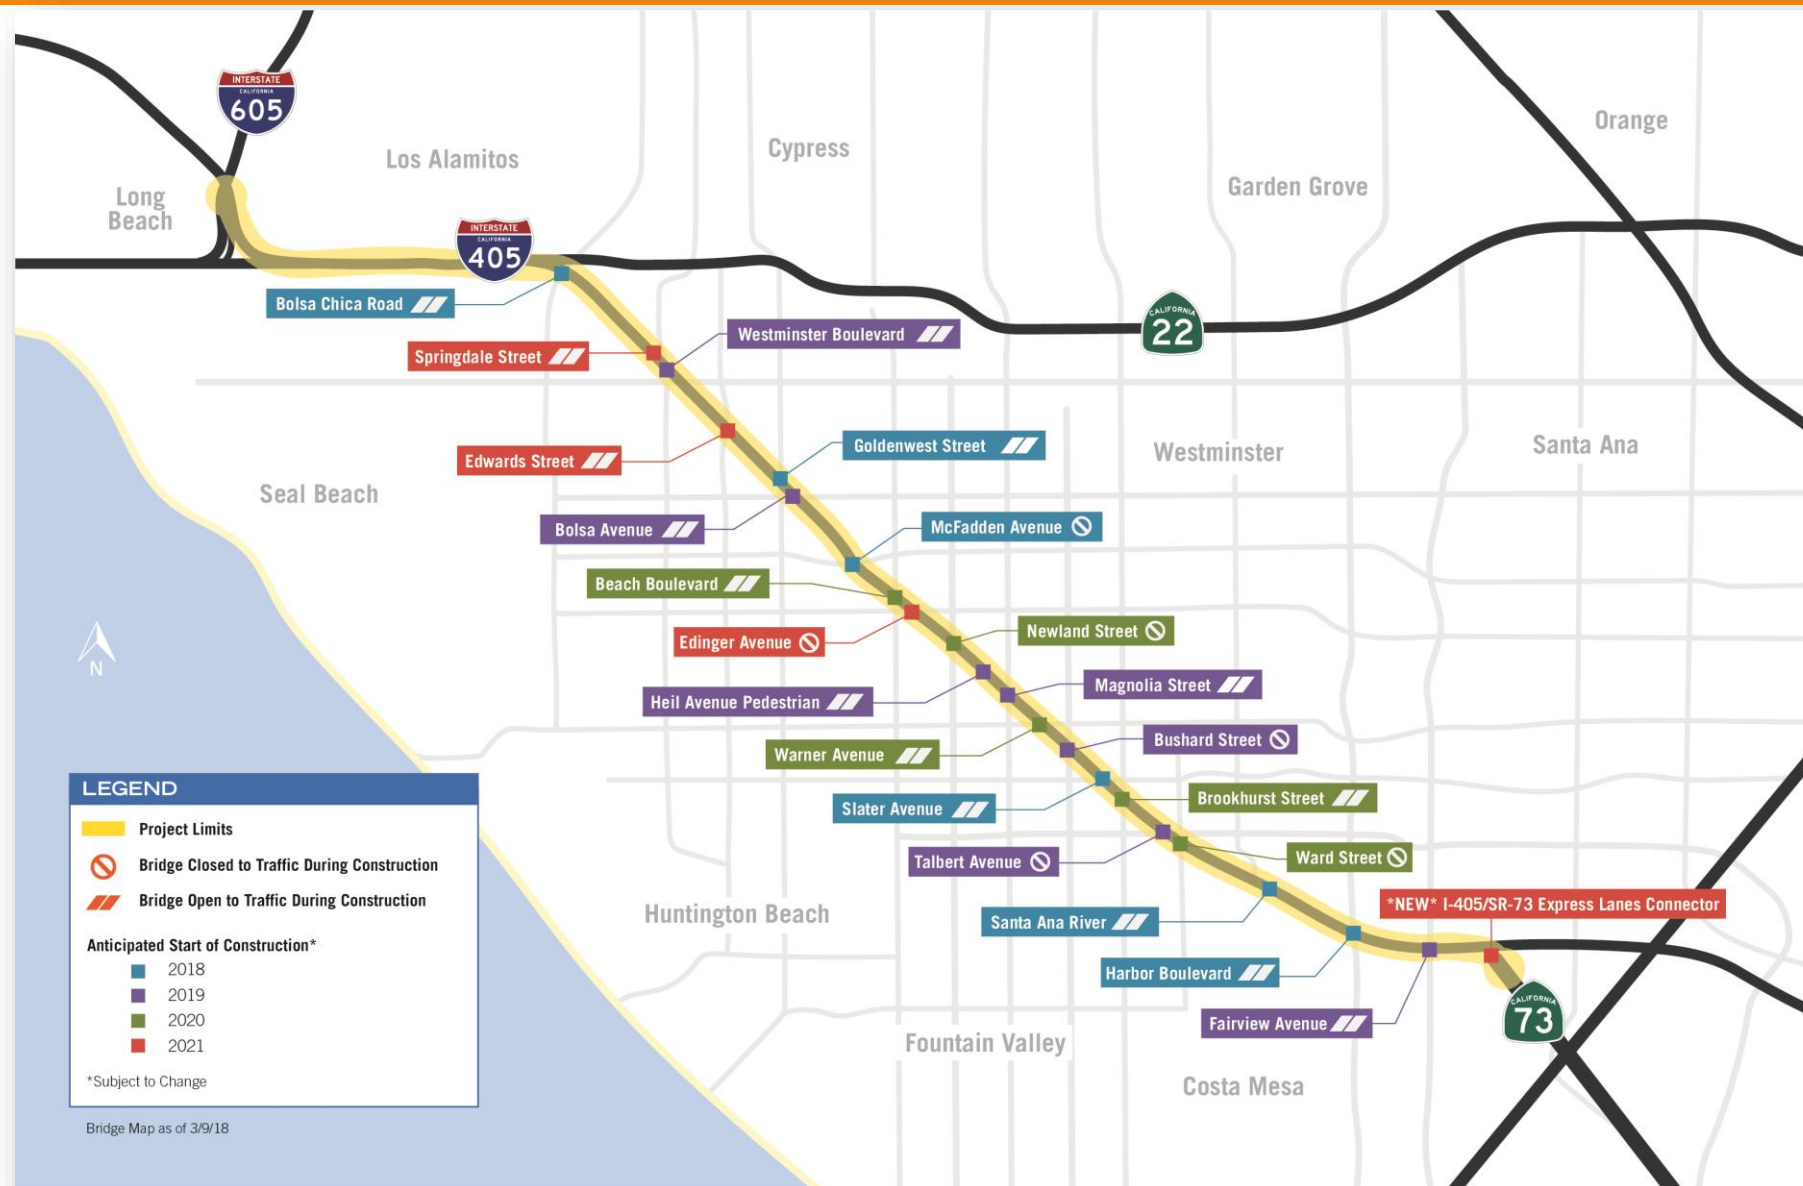 INTERSTATE
CALIFORNIA
605
Los Alamitos
Cypress
Orange
Garden Grove
Long
Beach
INTERSTATE
CALIFORNIA
405
Bolsa Chica Road
Westminster Boulevard
CALIFORNIA
22
Springdale Street
Goldenwest Street
Westminster
Santa Ana
Edwards Street
Seal Beach
Bolsa Avenue
McFadden Avenue
Beach Boulevard
Newland Street
Edinger Avenue
Magnolia Street
Heil Avenue Pedestrian
N
Bushard Street
Warner Avenue
Brookhurst Street
Slater Avenue
Ward Street
Talbert Avenue
*NEW* I-405/SR-73 Express Lanes Connector
Huntington Beach
Santa Ana River
Harbor Boulevard
Fairview Avenue
CALIFORNIA
73
Fountain Valley
Costa Mesa
LEGEND
Project Limits
Bridge Closed to Traffic During Construction
Bridge Open to Traffic During Construction
Anticipated Start of Construction*
2018
2019
2020
2021
*Subject to Change
Bridge Map as of 3/9/18